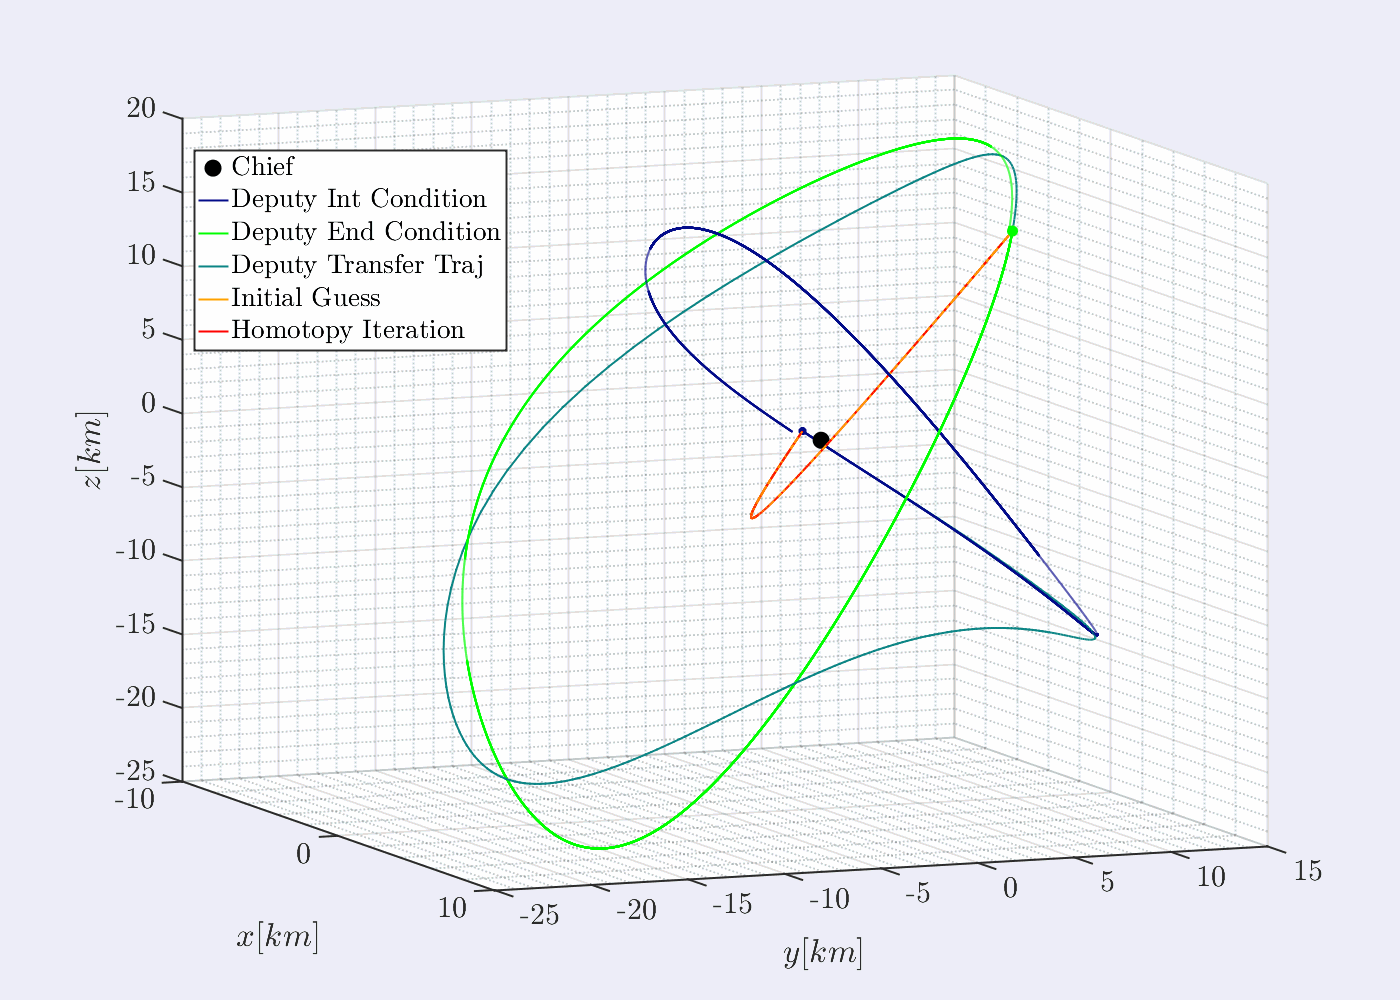 20
15
10
5
0
-5
-10
-15
-20
-25
z[km]
Chief
Deputy Int Condition
Deputy End Condition
Deputy Transfer Traj
Initial Guess
Homotopy Iteration
-10
0
10
x[km]
-25
-20
-15
-10
-5
0
5
10
15
y[km]